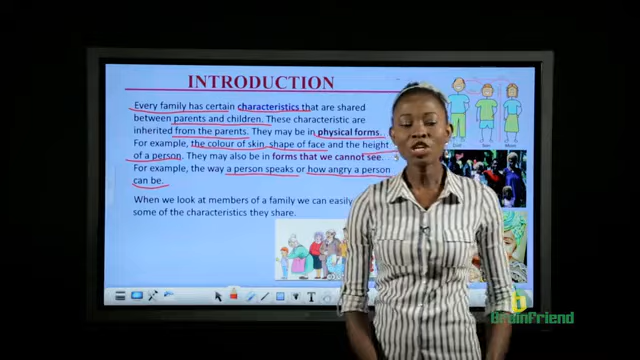 INTRODUCTION
Every family has certain characteristics that are shared
between parents and children. These characteristic are
inherited from the parents. They may be in physical forms.
For example, the colour of skin, shape of face and the height
of a person. They may also be in forms that we cannot see.
For example, the way a person speaks or how angry a person
can be.
When we look at members of a family we can easily
some of the characteristics they share.
Brainfriend